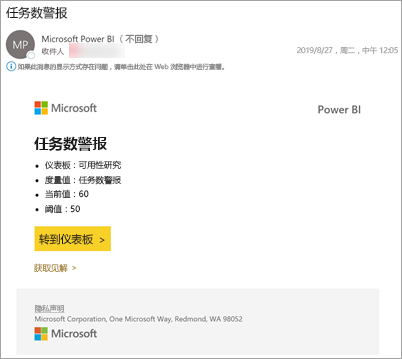 任务数警报
MP
Microsoft Power BI（不回复）
收件人
2019/8/27，周二，中午 12:05
如果此消息的显示方式存在问题，请单击此处在 Web 浏览器中进行查看。
Microsoft
Power BI
任务数警报
• 仪表板：可用性研究
• 度量值：任务数警报
• 当前值：60
• 阈值：50
转到仪表板 >
获取见解 >
隐私声明
Microsoft Corporation, One Microsoft Way, Redmond, WA 98052
Microsoft